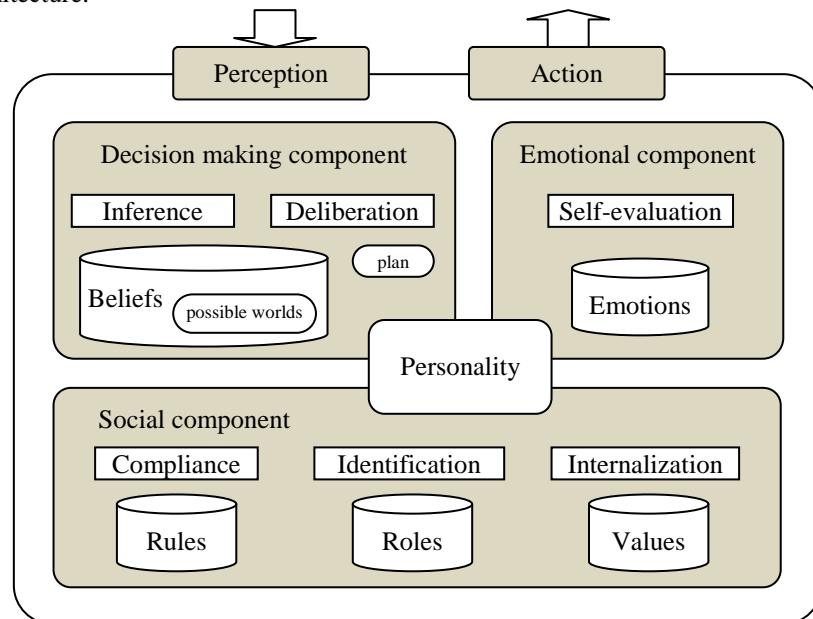 Perception
Action
Decision making component
Emotional component
Inference
Deliberation
Self-evaluation
plan
Beliefs
possible worlds
Emotions
Personality
Social component
Compliance
Identification
Internalization
Rules
Roles
Values